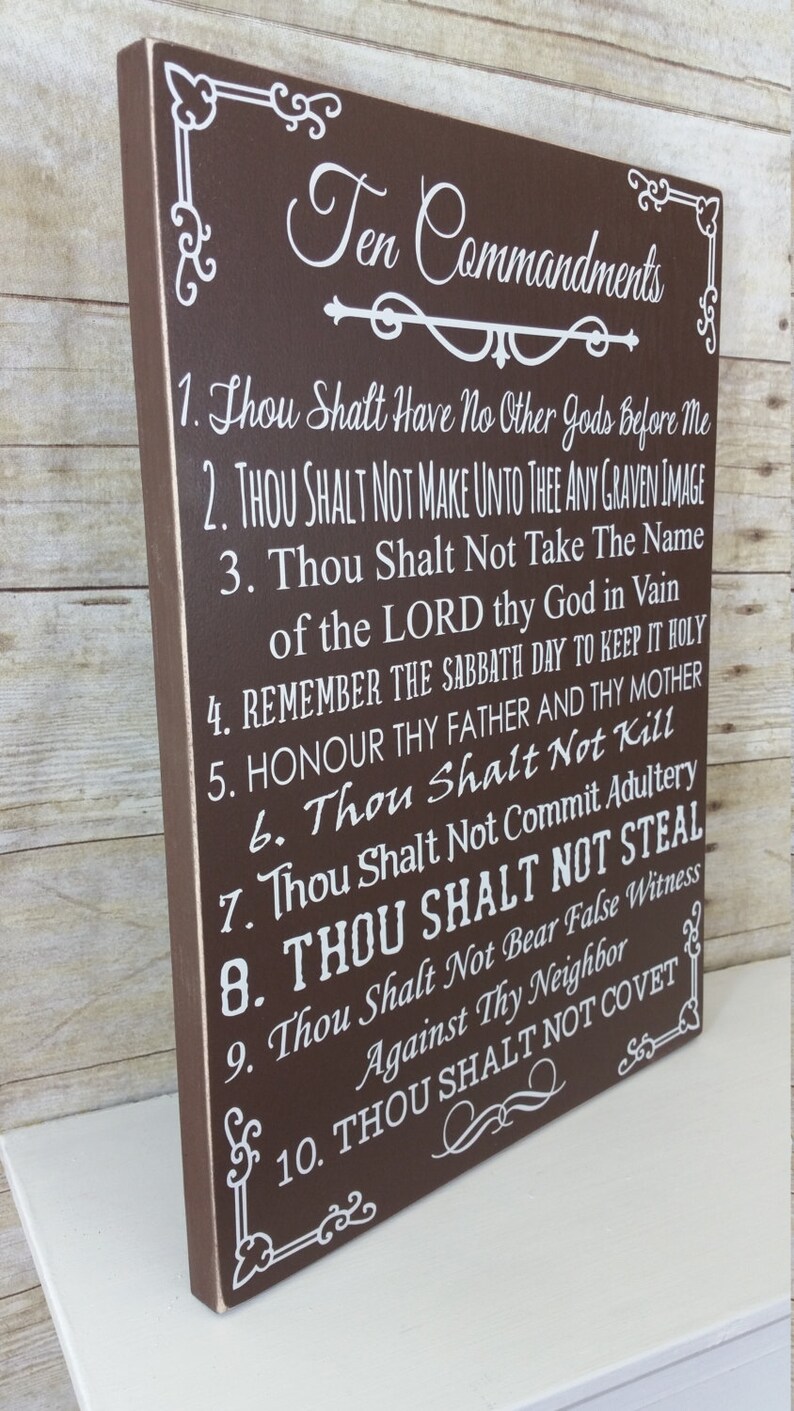 Ten Commandments
1. Thou Shalt Have No Other Gods Before Me
2. THOU SHALT NOT MAKE UNTO THEE ANY GRAVEN IMAGE
3. Thou Shalt Not Take The Name
of the LORD thy God in Vain
4. REMEMBER THE SABBATH DAY TO KEEP IT HOLY
5. HONOUR THY FATHER AND THY MOTHER
6. Thou Shalt Not Kill
7. Thou Shalt Not Commit Adultery
8. THOU SHALT NOT STEAL
9. Thou Shalt Not Bear False Witness
Against Thy Neighbor
10. THOU SHALT NOT COVET